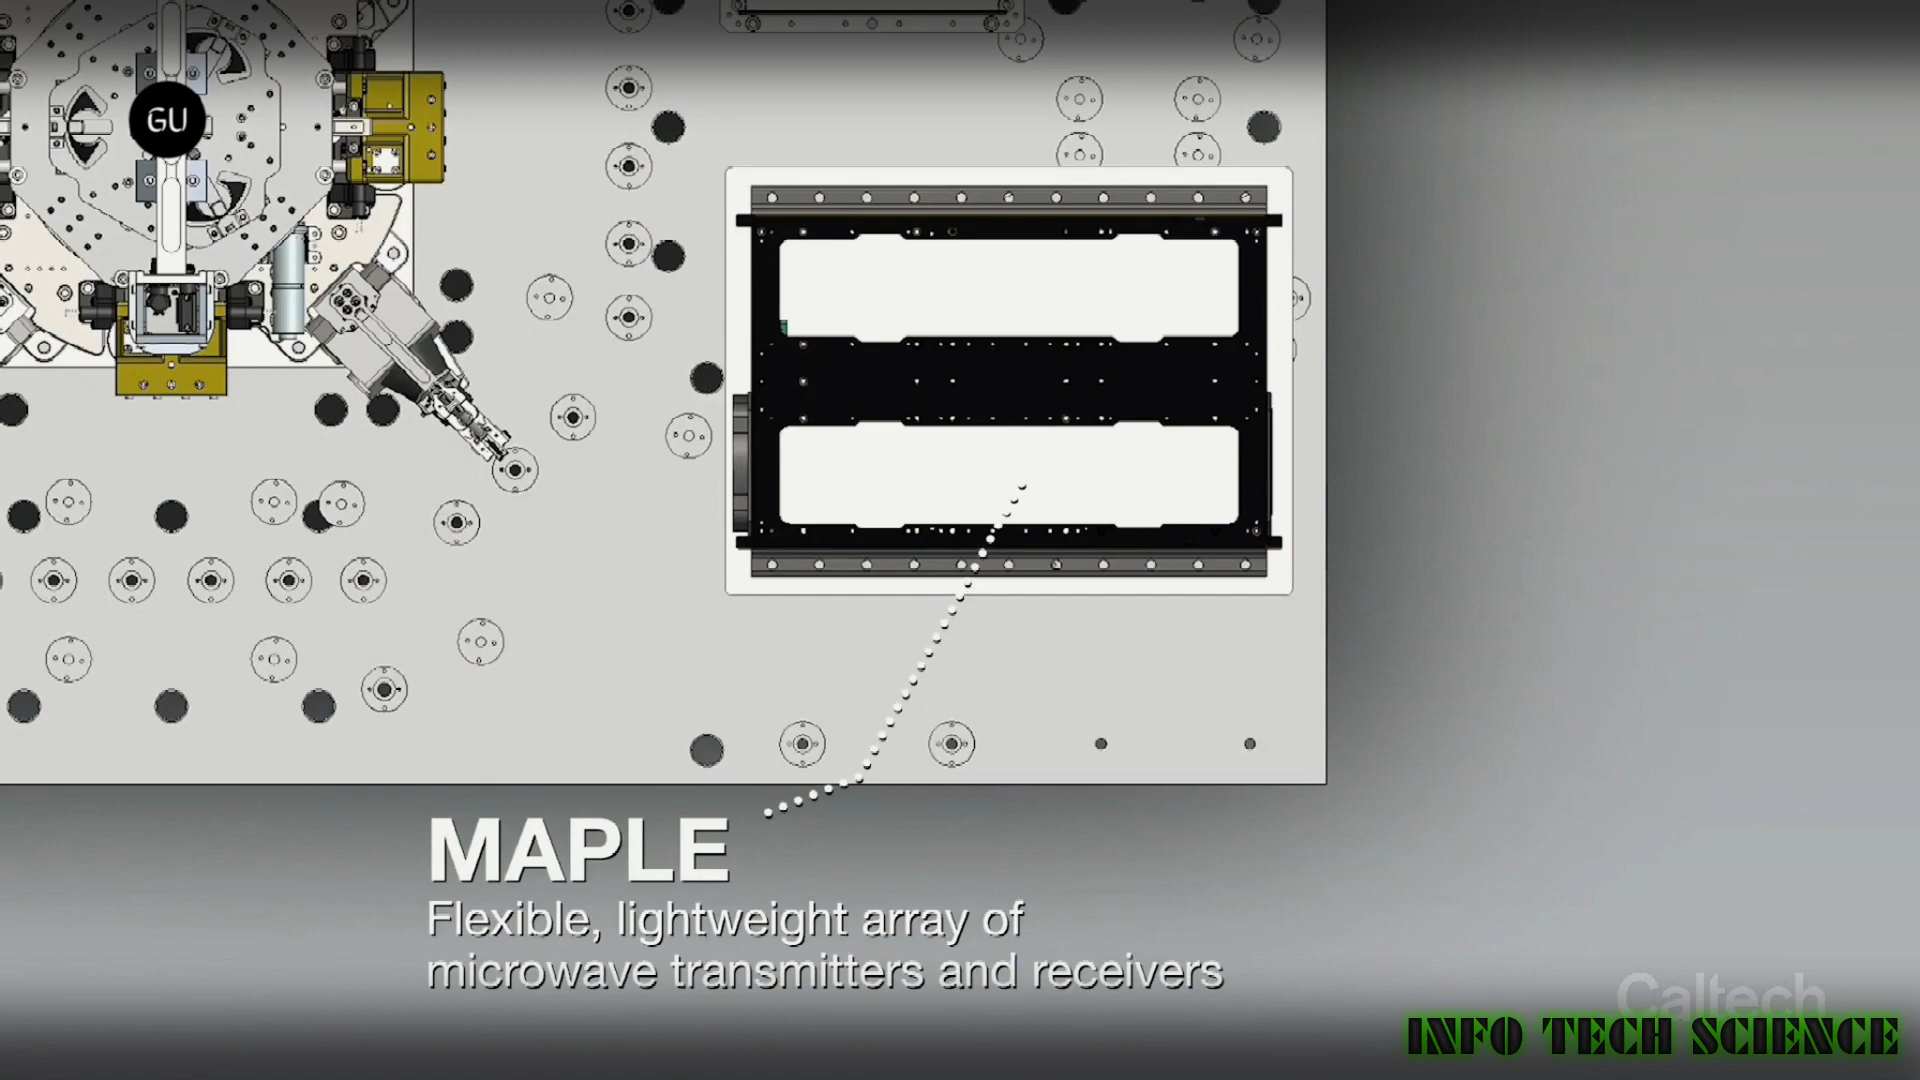 GU
MAPLE
Flexible, lightweight array of
microwave transmitters and receivers
Caltech
INFO TECH SCIENCE